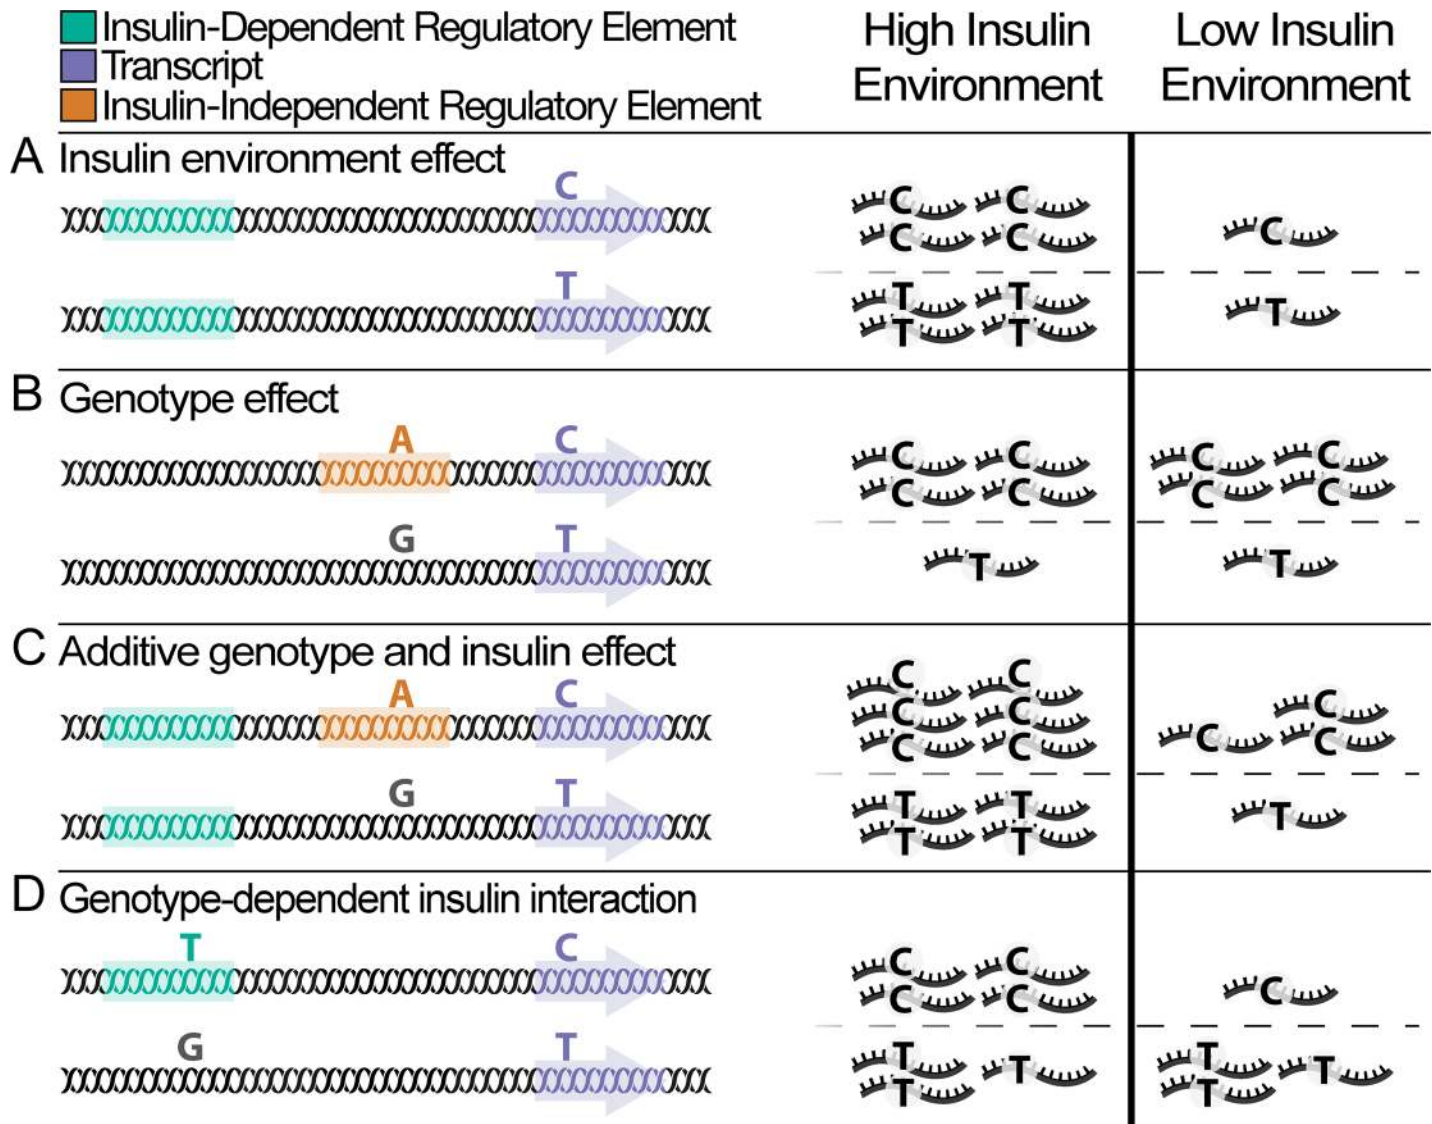 Insulin-Dependent Regulatory Element
Transcript
Insulin-Independent Regulatory Element
High Insulin
Environment
Low Insulin
Environment
A Insulin environment effect
C
T
C C
C C
T T
T T
C
T
B Genotype effect
A C
G T
C C
C C
T
C C
C C
T
C Additive genotype and insulin effect
A C
G T
C C
C C
C C
T T
T T
C
C
C
T
D Genotype-dependent insulin interaction
T C
G T
C C
C C
T T
T
C
T T
T